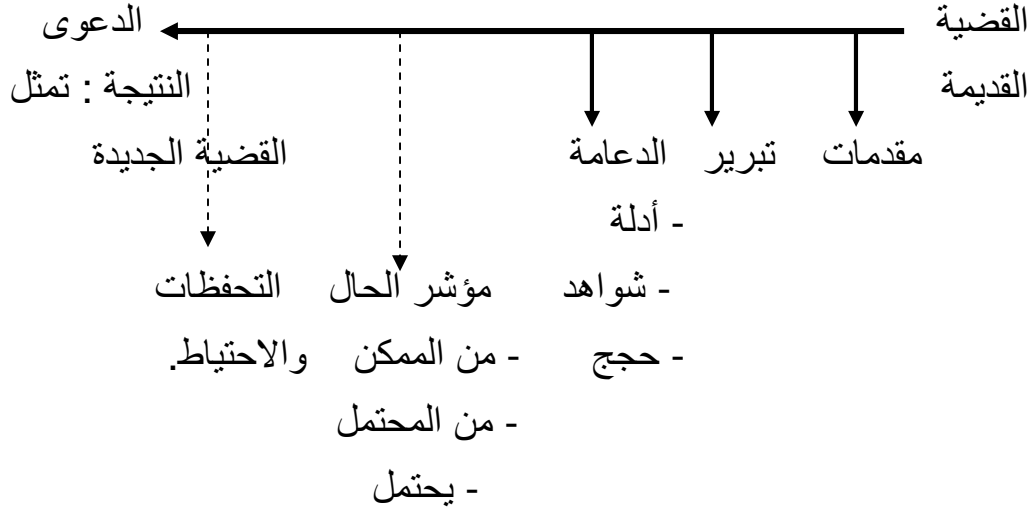 القضية الدعوى
القديمة النتيجة : تمثل
مقدمات تبرير الدعامة القضية الجديدة
- أدلة
- شواهد مؤشر الحال التحفظات
- حجج - من الممكن والاحتياط.
- من المحتمل
- يحتمل